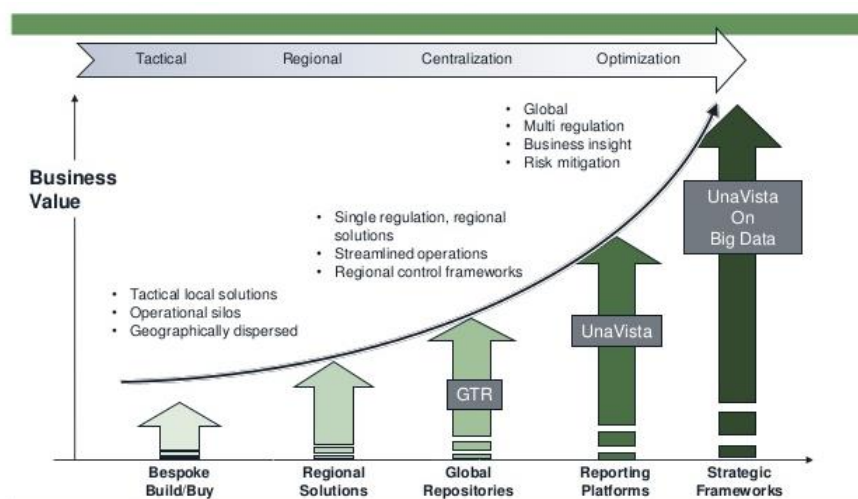 Tactical
Regional
Centralization
Optimization
Business
Value
• Global
• Multi regulation
• Business insight
• Risk mitigation
• Single regulation, regional
solutions
• Streamlined operations
• Regional control frameworks
• Tactical local solutions
• Operational silos
• Geographically dispersed
GTR
UnaVista
UnaVista
On
Big Data
Bespoke
Build/Buy
Regional
Solutions
Global
Repositories
Reporting
Platforms
Strategic
Frameworks